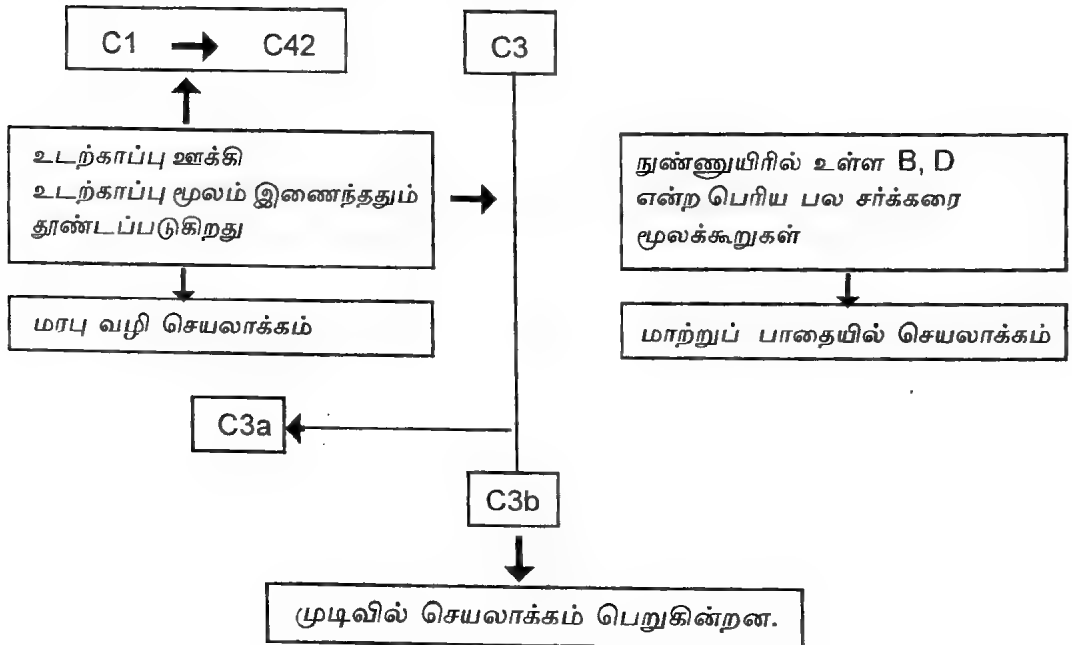 C1 → C42
C3
உடற்காப்பு ஊக்கி
உடற்காப்பு மூலம் இணைந்ததும்
தூண்டப்படுகிறது
மரபு வழி செயலாக்கம்
நுண்ணுயிரில் உள்ள B, D
என்ற பெரிய பல சர்க்கரை
மூலக்கூறுகள்
மாற்றுப் பாதையில் செயலாக்கம்
C3a
C3b
முடிவில் செயலாக்கம் பெறுகின்றன.